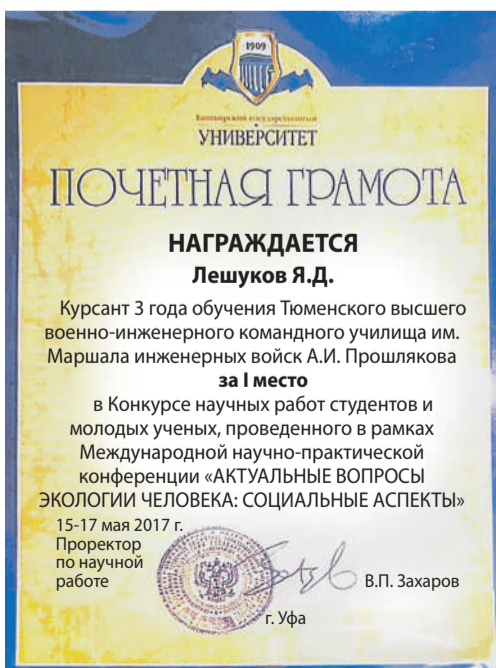 1909
Башкирский государственный
УНИВЕРСИТЕТ
ПОЧЕТНАЯ ГРАМОТА
НАГРАЖДАЕТСЯ
Лешуков Я.Д.
Курсант 3 года обучения Тюменского высшего
военно-инженерного командного училища им.
Маршала инженерных войск А.И. Прошлякова
за I место
в Конкурсе научных работ студентов и
молодых ученых, проведенного в рамках
Международной научно-практической
конференции «АКТУАЛЬНЫЕ ВОПРОСЫ
ЭКОЛОГИИ ЧЕЛОВЕКА: СОЦИАЛЬНЫЕ АСПЕКТЫ»
15-17 мая 2017 г.
Проректор
по научной
работе
В.П. Захаров
г. Уфа